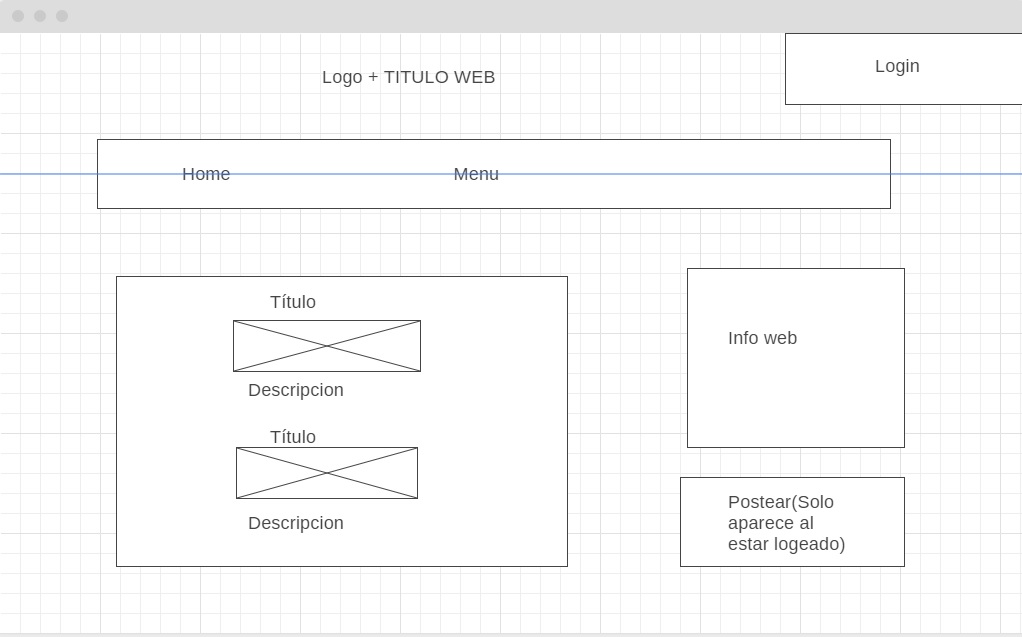 Logo + TITULO WEB
Login
Home
Menu
Título
Descripcion
Título
Descripcion
Info web
Postear(Solo
aparece al
estar logeado)